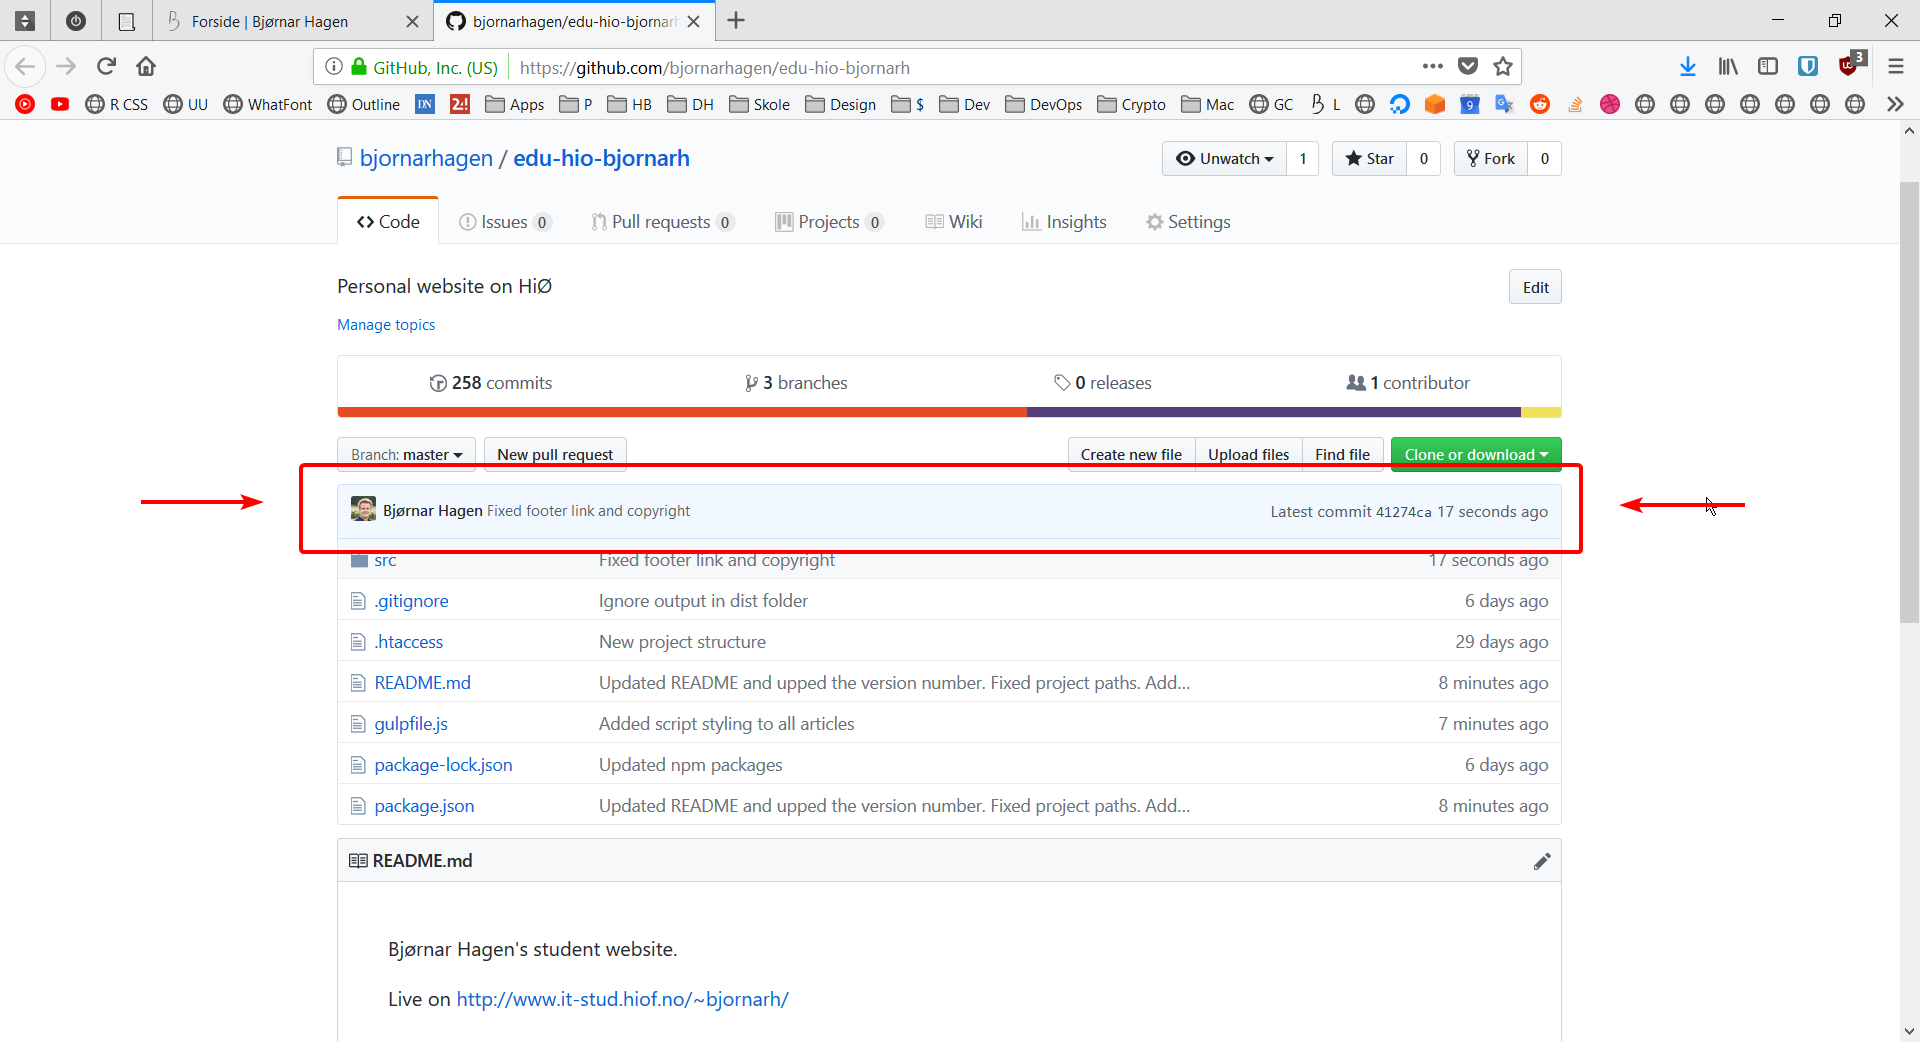 Forside | Bjørnar Hagen
bjornarhagen/edu-hio-bjornarh
GitHub, Inc. (US) https://github.com/bjornarhagen/edu-hio-bjornarh
3
R CSS UU WhatFont Outline DN 2! Apps P HB DH Skole Design $ Dev DevOps Crypto Mac GC L 9
bjornarhagen / edu-hio-bjornarh
Unwatch 1 Star 0 Fork 0
Code Issues 0 Pull requests 0 Projects 0 Wiki Insights Settings
Personal website on HiØ
Edit
Manage topics
258 commits 3 branches 0 releases 1 contributor
Branch: master New pull request Create new file Upload files Find file Clone or download
Bjørnar Hagen Fixed footer link and copyright Latest commit 41274ca 17 seconds ago
src Fixed footer link and copyright 17 seconds ago
.gitignore Ignore output in dist folder 6 days ago
.htaccess New project structure 29 days ago
README.md Updated README and upped the version number. Fixed project paths. Add... 8 minutes ago
gulpfile.js Added script styling to all articles 7 minutes ago
package-lock.json Updated npm packages 6 days ago
package.json Updated README and upped the version number. Fixed project paths. Add... 8 minutes ago
README.md
Bjørnar Hagen's student website.
Live on http://www.it-stud.hiof.no/~bjornarh/